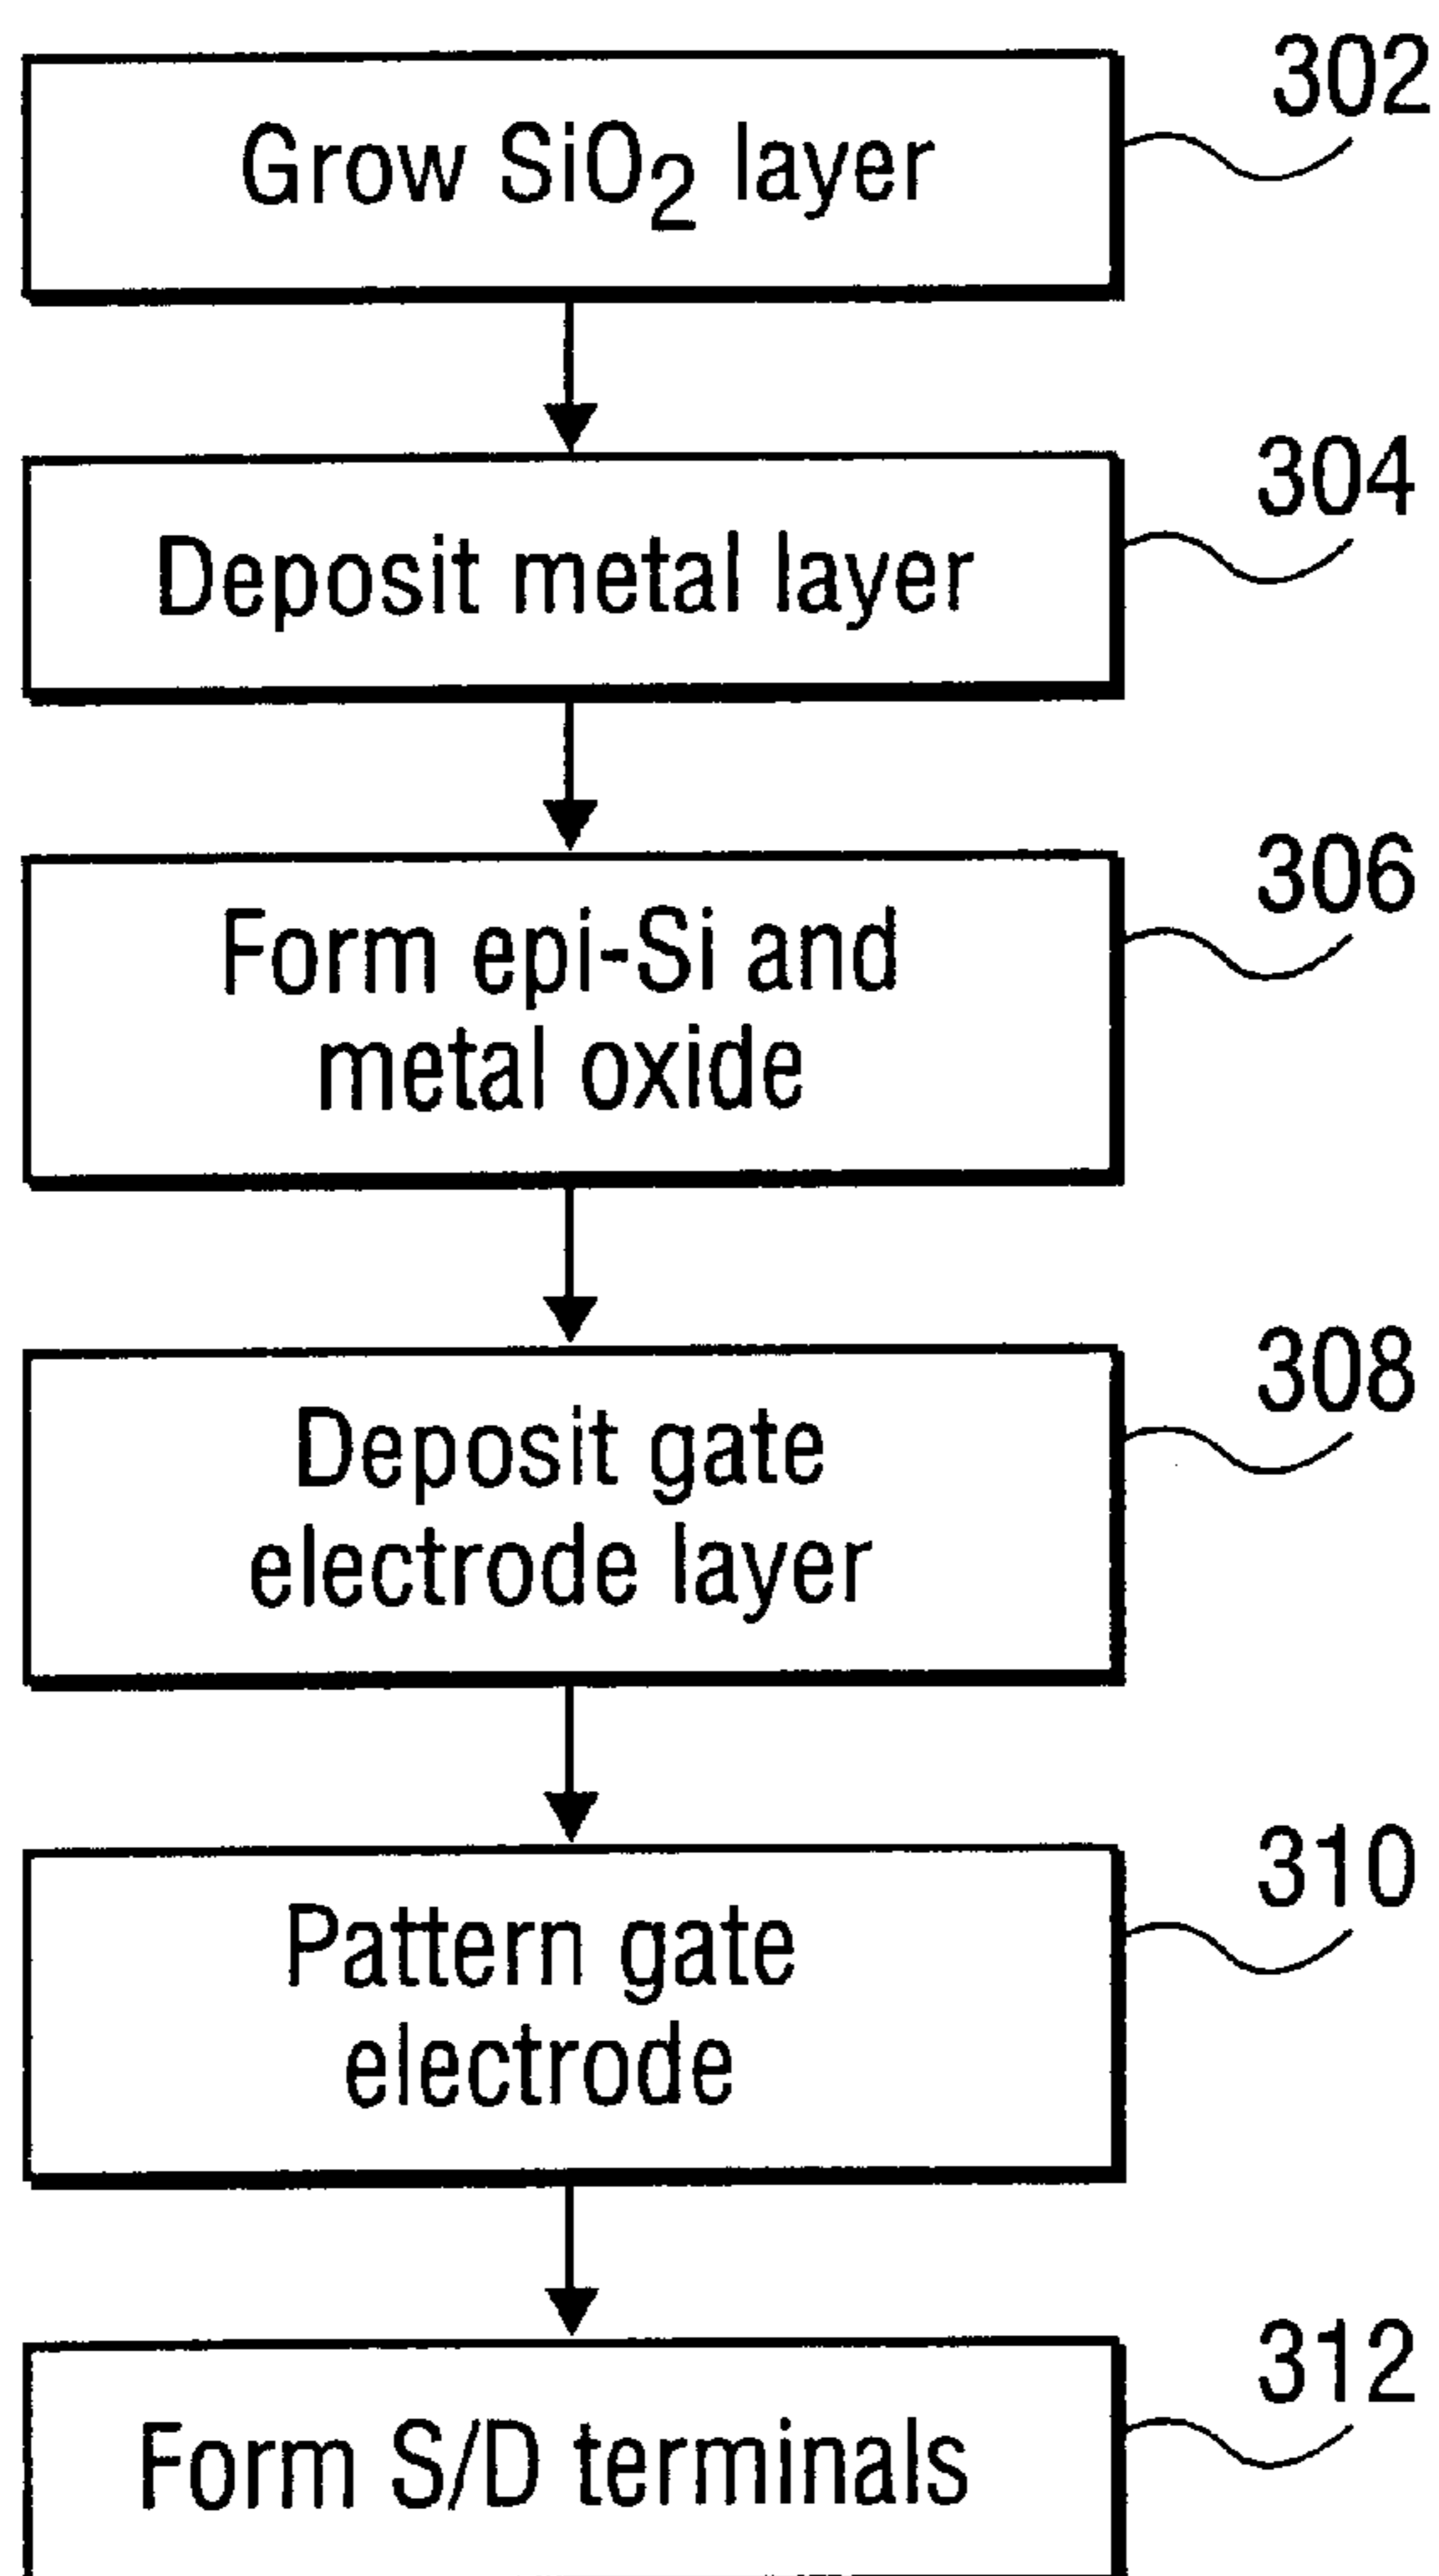 302
Grow SiO2 layer
304
Deposit metal layer
306
Form epi-Si and
metal oxide
308
Deposit gate
electrode layer
310
Pattern gate
electrode
312
Form S/D terminals